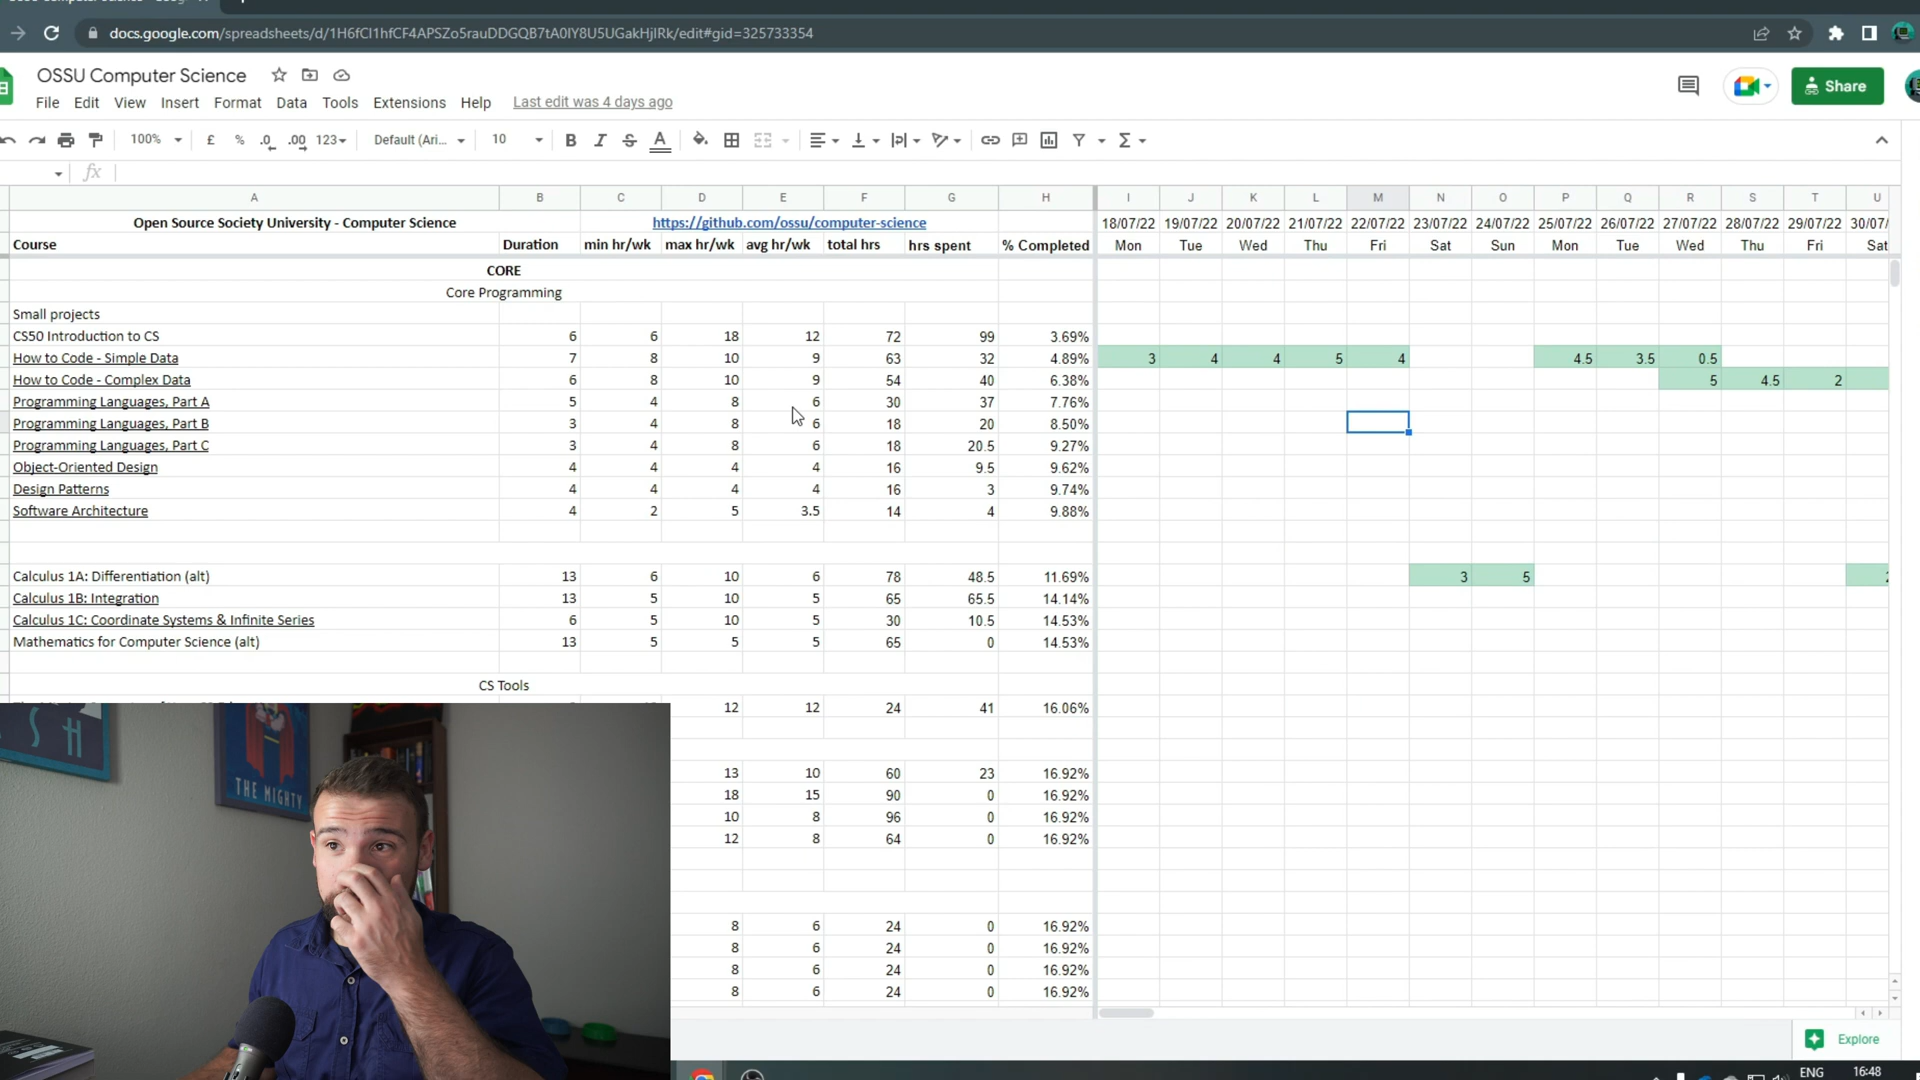 docs.google.com/spreadsheets/d/1H6fCl1hfCF4APSZo5rauDDGQB7tA0lY8U5UGakHjlRk/edit#gid=325733354
OSSU Computer Science
File Edit View Insert Format Data Tools Extensions Help Last edit was 4 days ago
Share
100% £ % .0 .00 123 Default (Ari... 10 B I S A Σ
fx
A B C D E F G H I J K L M N O P Q R S T U
Open Source Society University - Computer Science https://github.com/ossu/computer-science 18/07/22 19/07/22 20/07/22 21/07/22 22/07/22 23/07/22 24/07/22 25/07/22 26/07/22 27/07/22 28/07/22 29/07/22 30/07/
Course Duration min hr/wk max hr/wk avg hr/wk total hrs hrs spent % Completed Mon Tue Wed Thu Fri Sat Sun Mon Tue Wed Thu Fri Sat
CORE
Core Programming
Small projects
CS50 Introduction to CS 6 6 18 12 72 99 3.69%
How to Code - Simple Data 7 8 10 9 63 32 4.89% 3 4 4 5 4 4.5 3.5 0.5
How to Code - Complex Data 6 8 10 9 54 40 6.38% 5 4.5 2
Programming Languages, Part A 5 4 8 6 30 37 7.76%
Programming Languages, Part B 3 4 8 6 18 20 8.50%
Programming Languages, Part C 3 4 8 6 18 20.5 9.27%
Object-Oriented Design 4 4 4 4 16 9.5 9.62%
Design Patterns 4 4 4 4 16 3 9.74%
Software Architecture 4 2 5 3.5 14 4 9.88%
Calculus 1A: Differentiation (alt) 13 6 10 6 78 48.5 11.69% 3 5
Calculus 1B: Integration 13 5 10 5 65 65.5 14.14%
Calculus 1C: Coordinate Systems & Infinite Series 6 5 10 5 30 10.5 14.53%
Mathematics for Computer Science (alt) 13 5 5 5 65 0 14.53%
CS Tools
12 12 24 41 16.06%
13 10 60 23 16.92%
18 15 90 0 16.92%
10 8 96 0 16.92%
12 8 64 0 16.92%
8 6 24 0 16.92%
8 6 24 0 16.92%
8 6 24 0 16.92%
8 6 24 0 16.92%
S H
THE MIGHTY
Explore
ENG 16:48